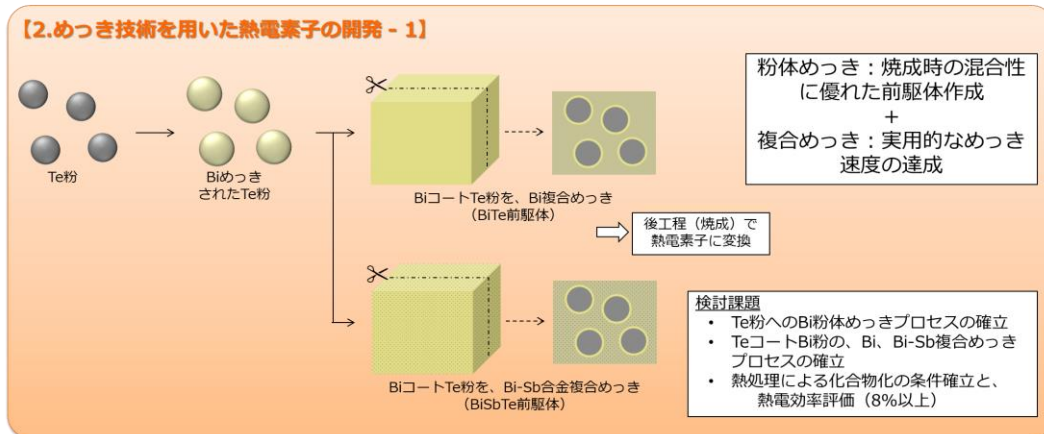 【2.めっき技術を用いた熱電素子の開発 - 1】
Te粉
Biめっき
されたTe粉
BiコートTe粉を、Bi複合めっき
(BiTe前駆体)
BiコートTe粉を、Bi-Sb合金複合めっき
(BiSbTe前駆体)
後工程（焼成）で
熱電素子に変換
粉体めっき：焼成時の混合性
に優れた前駆体作成
+
複合めっき：実用的なめっき
速度の達成
検討課題
• Te粉へのBi粉体めっきプロセスの確立
• TeコートBi粉の、Bi、Bi-Sb複合めっき
プロセスの確立
• 熱処理による化合物化の条件確立と、
熱電効率評価（8%以上）